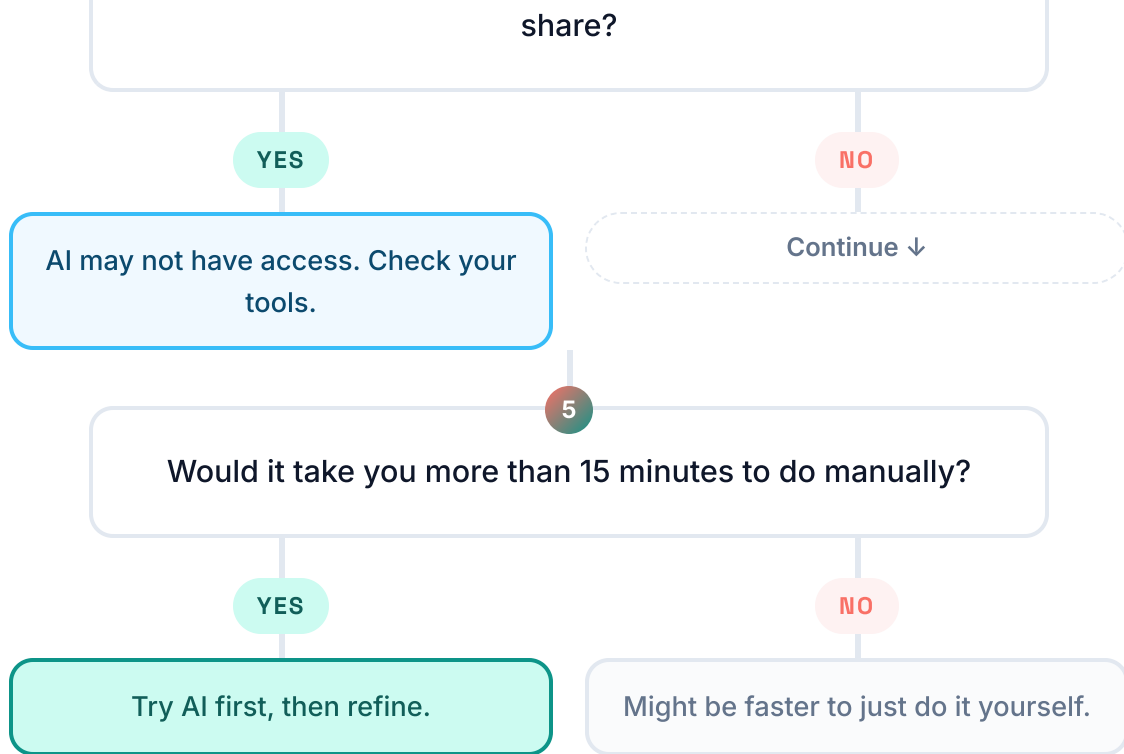 share?
YES
NO
AI may not have access. Check your
tools.
Continue ↓
5
Would it take you more than 15 minutes to do manually?
YES
NO
Try AI first, then refine.
Might be faster to just do it yourself.